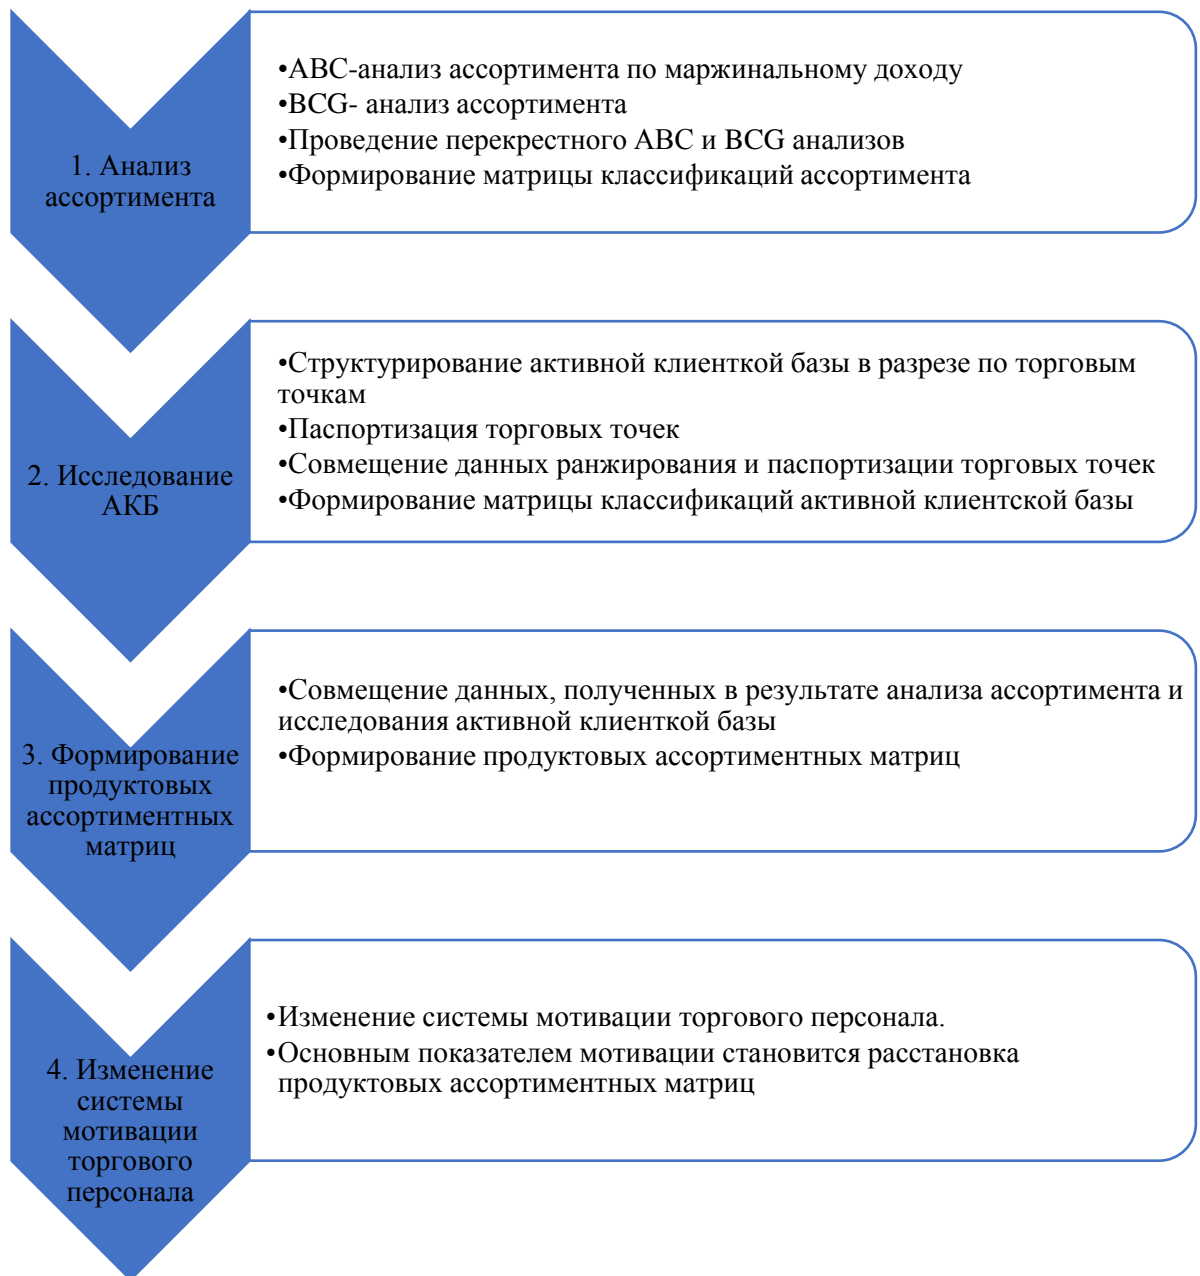 1. Анализ
ассортимента
•ABC-анализ ассортимента по маржинальному доходу
•BCG- анализ ассортимента
•Проведение перекрестного ABC и BCG анализов
•Формирование матрицы классификаций ассортимента
2. Исследование
АКБ
•Структурирование активной клиенткой базы в разрезе по торговым
точкам
•Паспортизация торговых точек
•Совмещение данных ранжирования и паспортизации торговых точек
•Формирование матрицы классификаций активной клиентской базы
3. Формирование
продуктовых
ассортиментных
матриц
•Совмещение данных, полученных в результате анализа ассортимента и
исследования активной клиенткой базы
•Формирование продуктовых ассортиментных матриц
4. Изменение
системы
мотивации
торгового
персонала
•Изменение системы мотивации торгового персонала.
•Основным показателем мотивации становится расстановка
продуктовых ассортиментных матриц